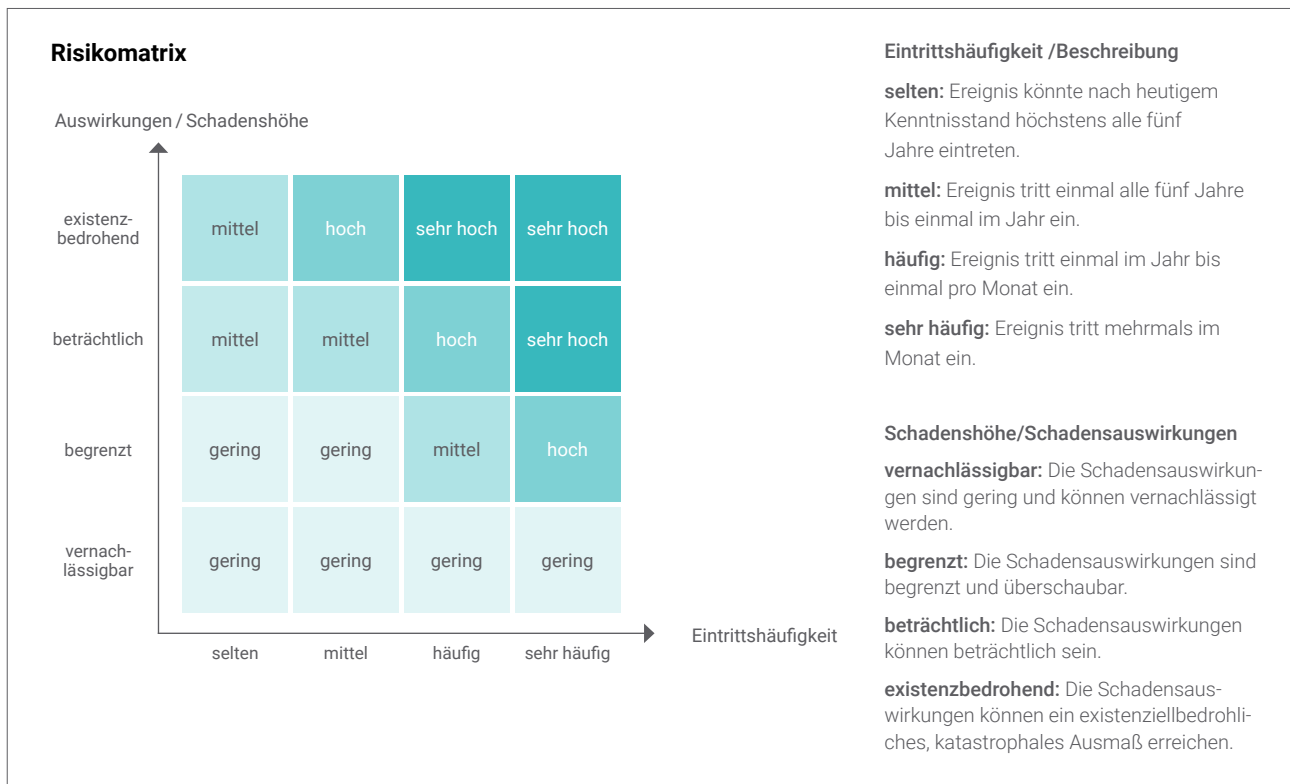 Risikomatrix
Auswirkungen / Schadenshöhe
existenz-
bedrohend
mittel
hoch
sehr hoch
sehr hoch
beträchtlich
mittel
mittel
hoch
sehr hoch
begrenzt
gering
gering
mittel
hoch
vernach-
lässigbar
gering
gering
gering
gering
Eintrittshäufigkeit
selten
mittel
häufig
sehr häufig
Eintrittshäufigkeit /Beschreibung
selten: Ereignis könnte nach heutigem
Kenntnisstand höchstens alle fünf
Jahre eintreten.
mittel: Ereignis tritt einmal alle fünf Jahre
bis einmal im Jahr ein.
häufig: Ereignis tritt einmal im Jahr bis
einmal pro Monat ein.
sehr häufig: Ereignis tritt mehrmals im
Monat ein.
Schadenshöhe/Schadensauswirkungen
vernachlässigbar: Die Schadensauswirkun-
gen sind gering und können vernachlässigt
werden.
begrenzt: Die Schadensauswirkungen sind
begrenzt und überschaubar.
beträchtlich: Die Schadensauswirkungen
können beträchtlich sein.
existenzbedrohend: Die Schadensaus-
wirkungen können ein existenziellbedrohli-
ches, katastrophales Ausmaß erreichen.